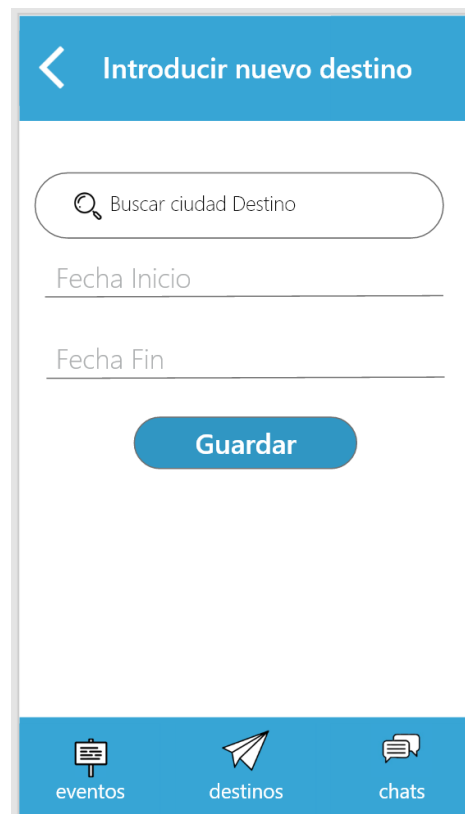 Introducir nuevo destino
Buscar ciudad Destino
Fecha Inicio
Fecha Fin
Guardar
eventos destinos chats